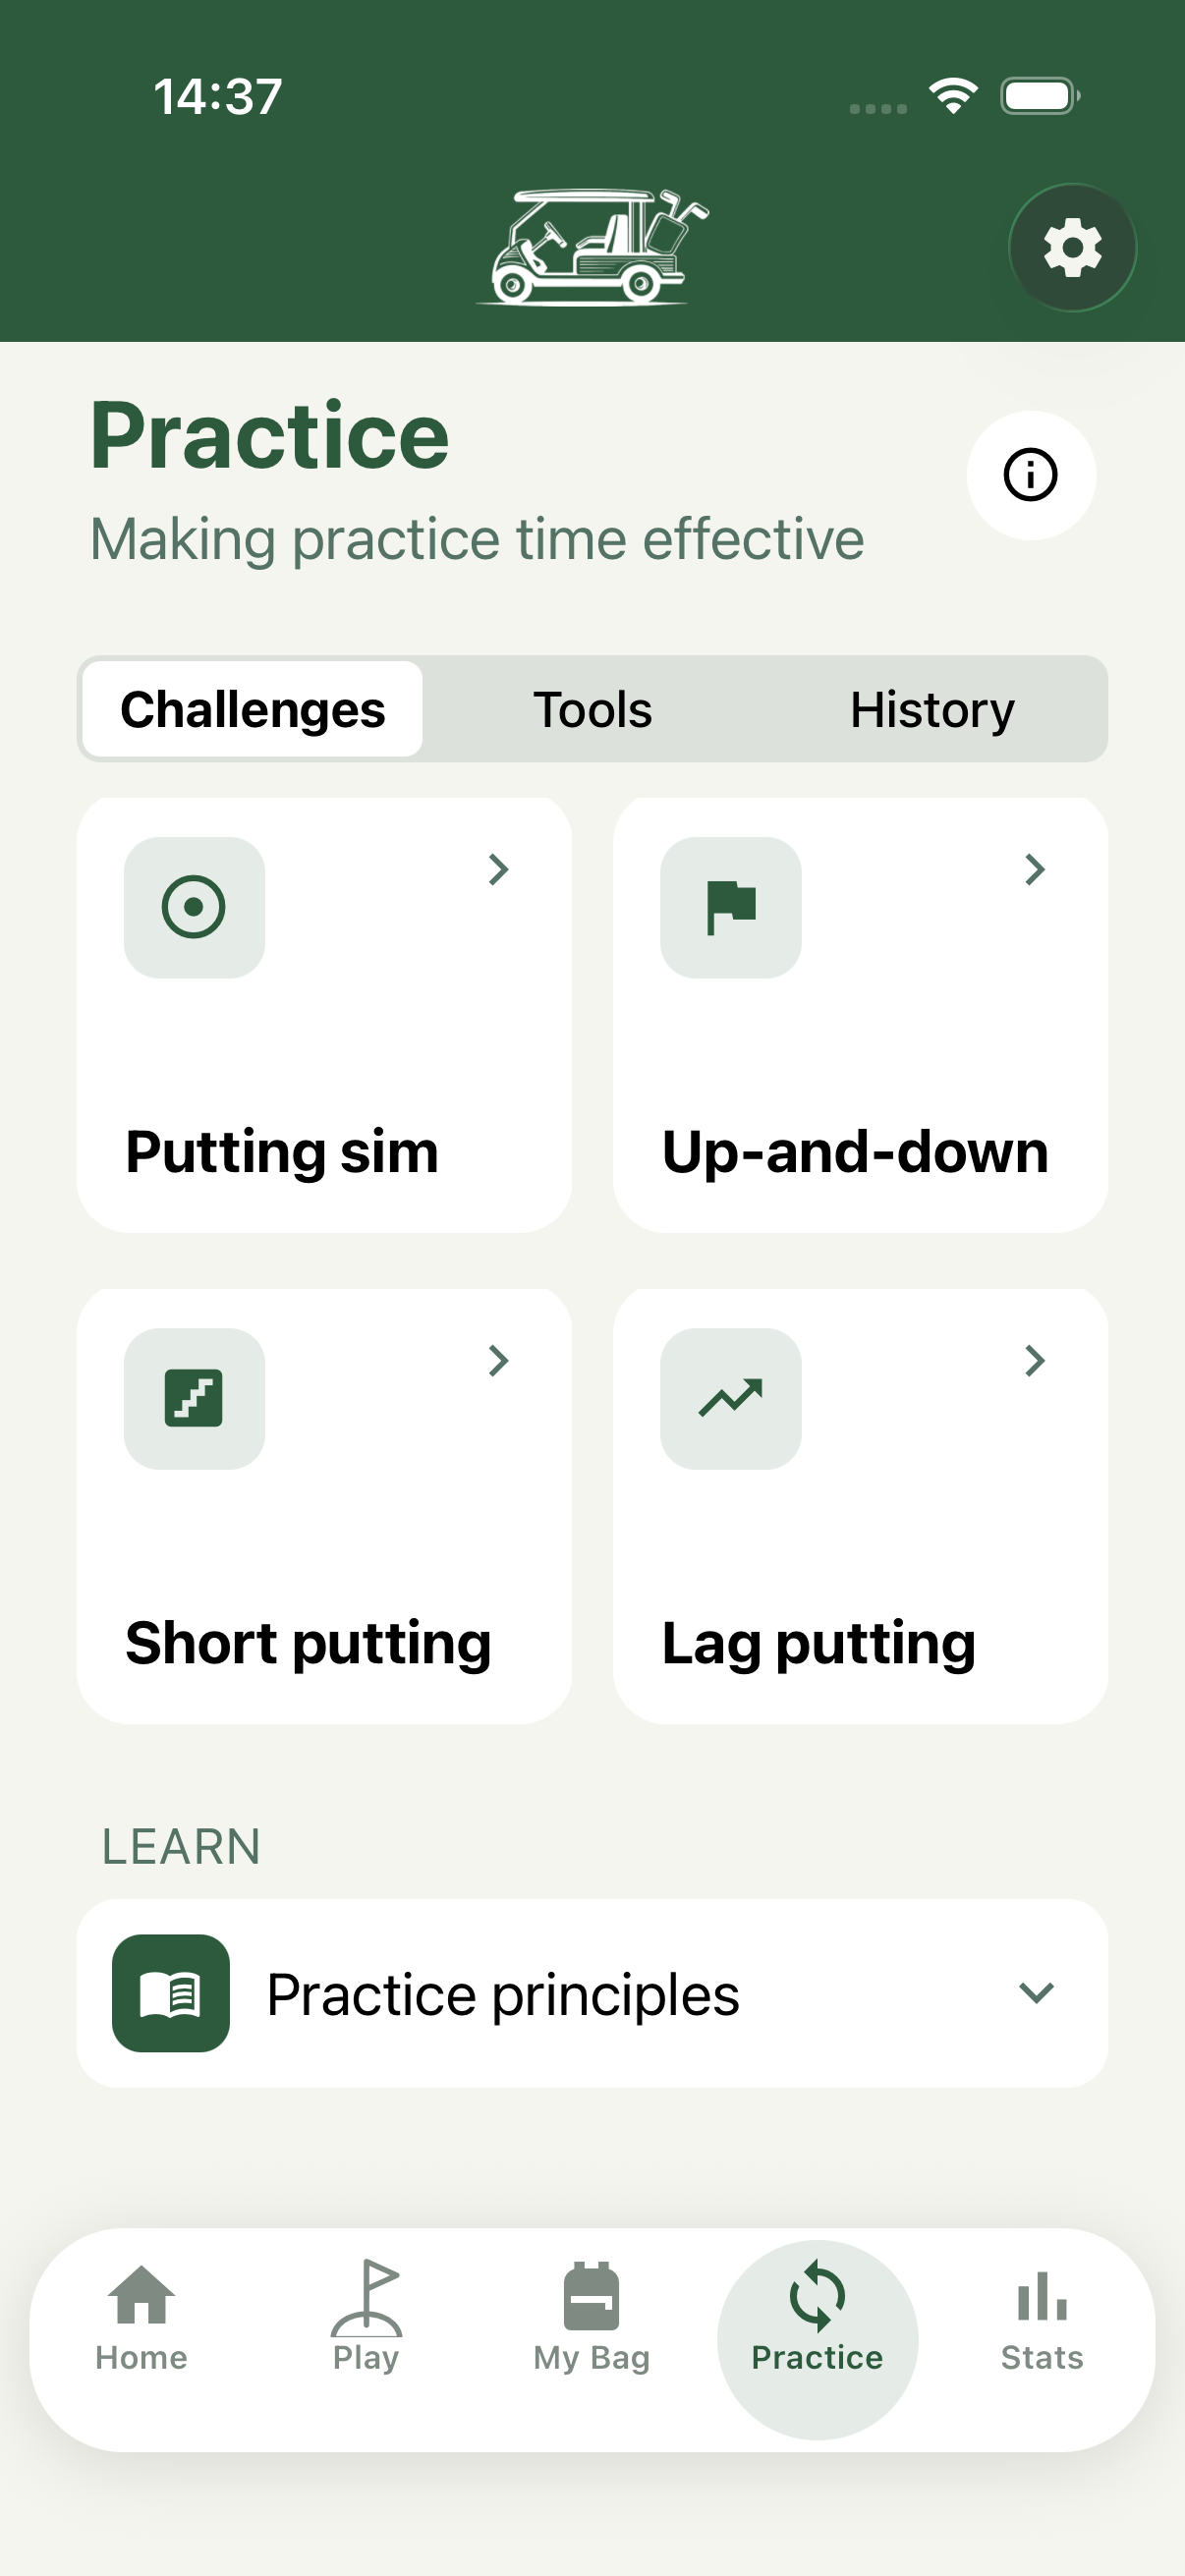 14:37
Practice
Making practice time effective
Challenges
Tools
History
Putting sim
Up-and-down
Short putting
Lag putting
LEARN
Practice principles
Home
Play
My Bag
Practice
Stats